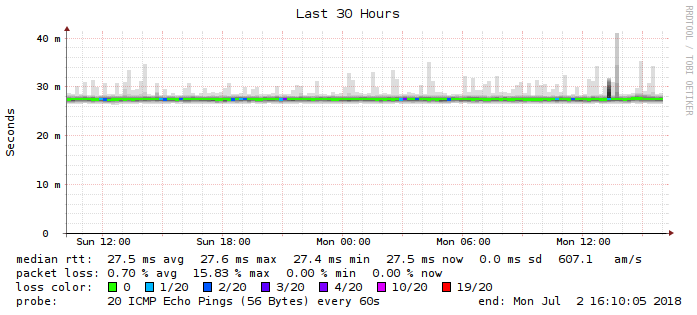 Last 30 Hours
RRDTOOL / TOBI OETIKER
Seconds
40 m
30 m
20 m
10 m
0
Sun 12:00 Sun 18:00 Mon 00:00 Mon 06:00 Mon 12:00
median rtt: 27.5 ms avg 27.6 ms max 27.4 ms min 27.5 ms now 0.0 ms sd 607.1 am/s
packet loss: 0.70 % avg 15.83 % max 0.00 % min 0.00 % now
loss color: 0 1/20 2/20 3/20 4/20 10/20 19/20
probe: 20 ICMP Echo Pings (56 Bytes) every 60s end: Mon Jul 2 16:10:05 2018